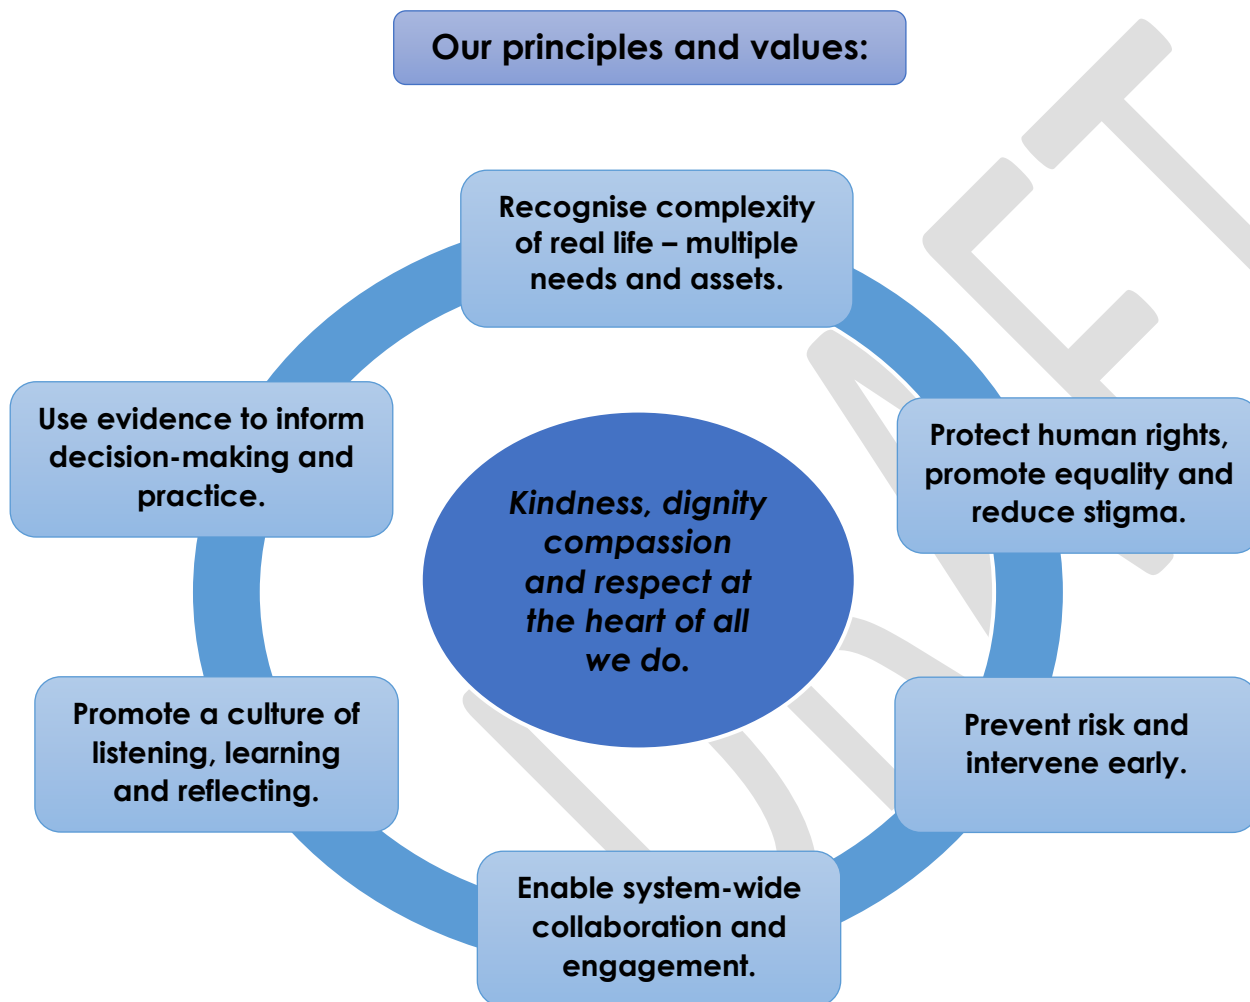 Our principles and values:
Recognise complexity
of real life – multiple
needs and assets.
Protect human rights,
promote equality and
reduce stigma.
Prevent risk and
intervene early.
Enable system-wide
collaboration and
engagement.
Promote a culture of
listening, learning
and reflecting.
Use evidence to inform
decision-making and
practice.
Kindness, dignity
compassion
and respect at
the heart of all
we do.
DRAFT